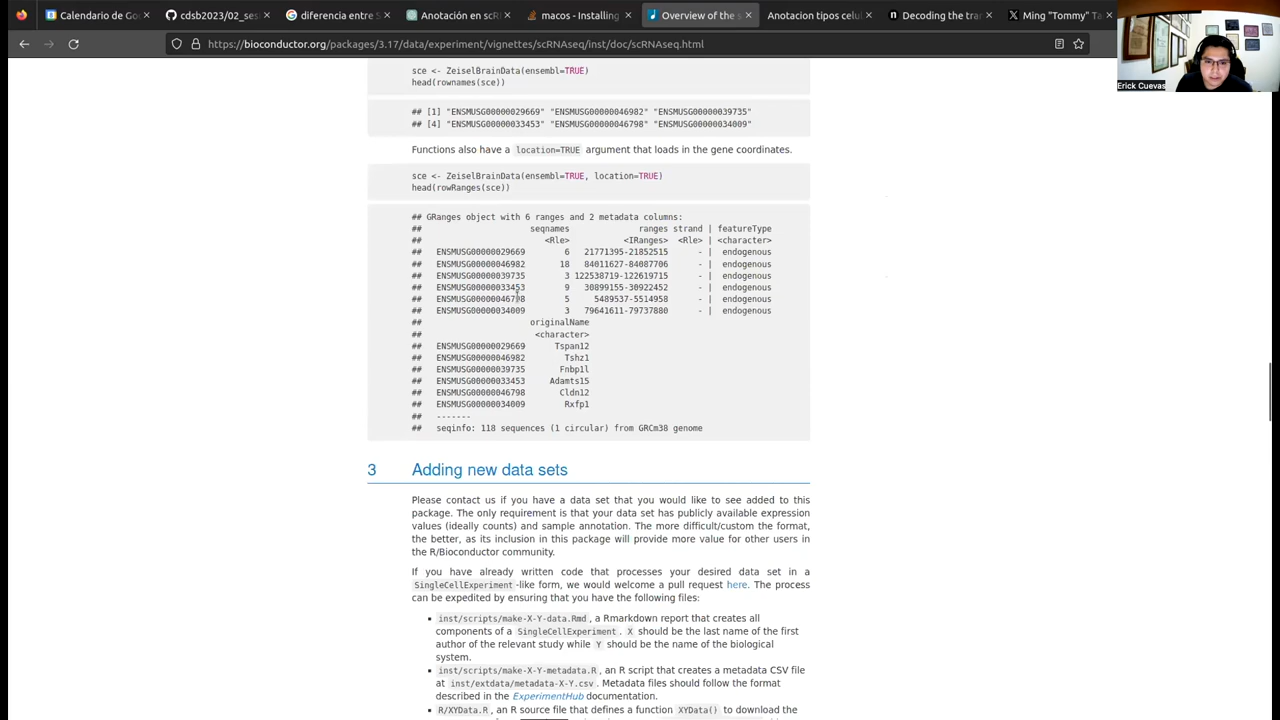 Calendario de Go
cdsb2023/02_ses
diferencia entre S
Anotación en scR
macos - Installing
Overview of the s
Anotacion tipos celul
Decoding the tra
Ming "Tommy" Ta
https://bioconductor.org/packages/3.17/data/experiment/vignettes/scRNAseq/inst/doc/scRNAseq.html
Erick Cuevas
sce <- ZeiselBrainData(ensembl=TRUE)
head(rownames(sce))
## [1] "ENSMUSG00000029669" "ENSMUSG00000046982" "ENSMUSG00000039735"
## [4] "ENSMUSG00000033453" "ENSMUSG00000046798" "ENSMUSG00000034009"
Functions also have a location=TRUE argument that loads in the gene coordinates.
sce <- ZeiselBrainData(ensembl=TRUE, location=TRUE)
head(rowRanges(sce))
## GRanges object with 6 ranges and 2 metadata columns:
## seqnames ranges strand | featureType
## <Rle> <IRanges> <Rle> | <character>
## ENSMUSG00000029669 6 21771395-21852515 - | endogenous
## ENSMUSG00000046982 18 84011627-84087706 - | endogenous
## ENSMUSG00000039735 3 122538719-122619715 - | endogenous
## ENSMUSG00000033453 9 30899155-30922452 - | endogenous
## ENSMUSG00000046798 5 5489537-5514958 - | endogenous
## ENSMUSG00000034009 3 79641611-79737880 - | endogenous
## originalName
## <character>
## ENSMUSG00000029669 Tspan12
## ENSMUSG00000046982 Tshz1
## ENSMUSG00000039735 Fnbp1l
## ENSMUSG00000033453 Adamts15
## ENSMUSG00000046798 Cldn12
## ENSMUSG00000034009 Rxfp1
## -------
## seqinfo: 118 sequences (1 circular) from GRCm38 genome
3 Adding new data sets
Please contact us if you have a data set that you would like to see added to this
package. The only requirement is that your data set has publicly available expression
values (ideally counts) and sample annotation. The more difficult/custom the format,
the better, as its inclusion in this package will provide more value for other users in
the R/Bioconductor community.
If you have already written code that processes your desired data set in a
SingleCellExperiment-like form, we would welcome a pull request here. The process
can be expedited by ensuring that you have the following files:
inst/scripts/make-X-Y-data.Rmd, a Rmarkdown report that creates all
components of a SingleCellExperiment. X should be the last name of the first
author of the relevant study while Y should be the name of the biological
system.
inst/scripts/make-X-Y-metadata.R, an R script that creates a metadata CSV file
at inst/extdata/metadata-X-Y.csv. Metadata files should follow the format
described in the ExperimentHub documentation.
R/XYData.R, an R source file that defines a function XYData() to download the